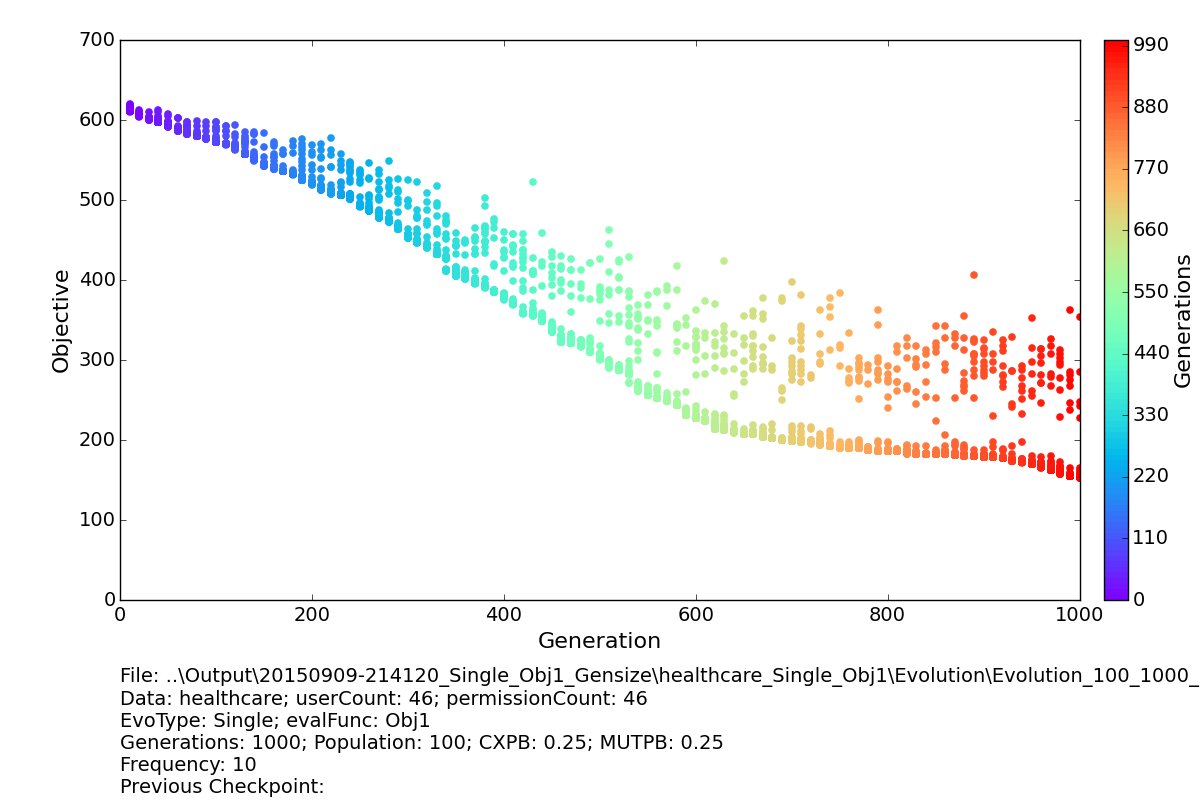 700
600
500
400
300
200
100
0
0 200 400 600 800 1000
Objective
Generation
990
880
770
660
550
440
330
220
110
0
Generations
File: ..\Output\20150909-214120_Single_Obj1_Gensize\healthcare_Single_Obj1\Evolution\Evolution_100_1000_
Data: healthcare; userCount: 46; permissionCount: 46
EvoType: Single; evalFunc: Obj1
Generations: 1000; Population: 100; CXPB: 0.25; MUTPB: 0.25
Frequency: 10
Previous Checkpoint: